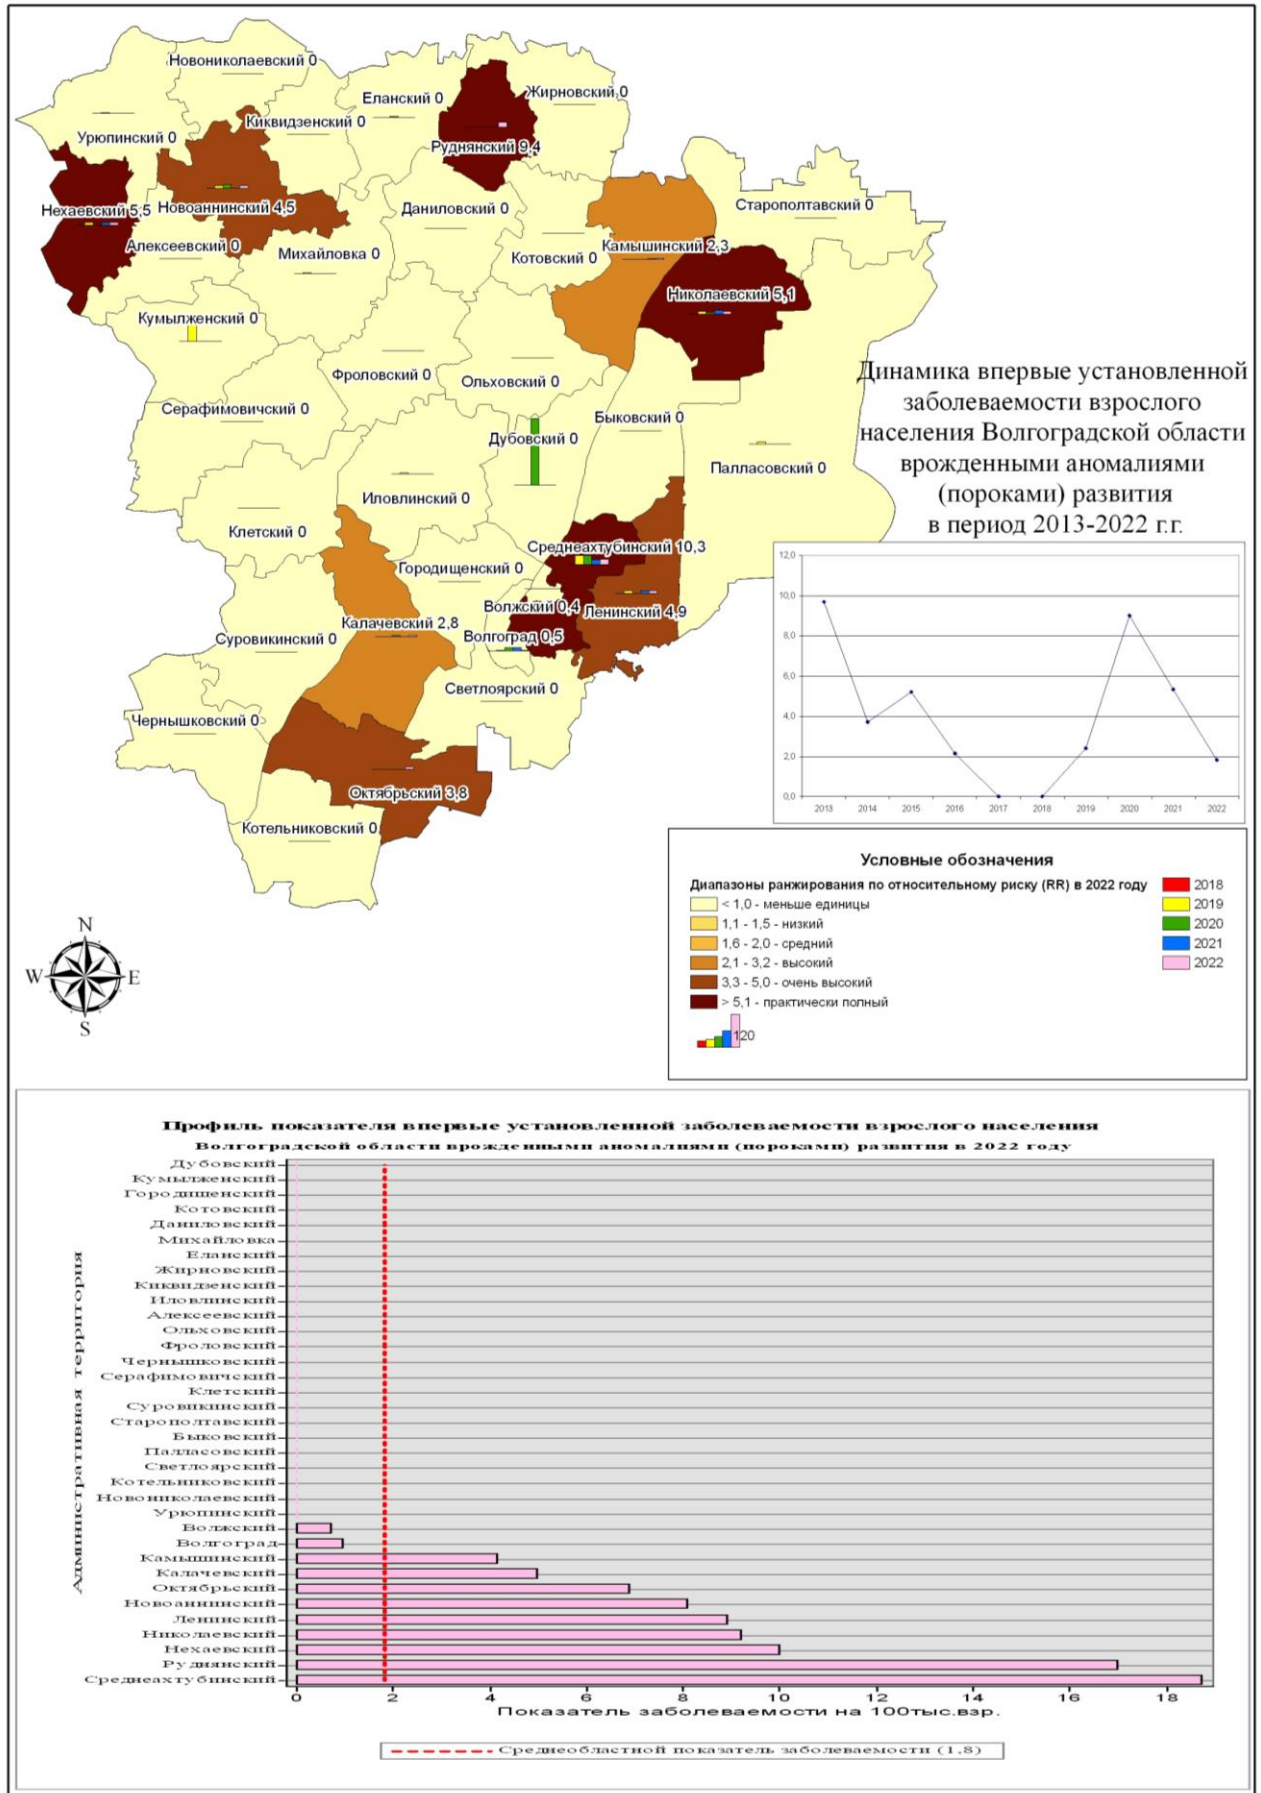 Новониколаевский 0
Жирновский 0
Еланский 0
Киквидзенский 0
Урюпинский 0
Руднянский 9,4
Старополтавский 0
Нехаевский 5,5
Новоаннинский 4,5
Даниловский 0
Алексеевский 0
Михайловка 0
Котовский 0
Камышинский 2,3
Николаевский 5,1
Кумылженский 0
Фроловский 0
Ольховский 0
Серафимовичский 0
Быковский 0
Дубовский 0
Палласовский 0
Иловлинский 0
Клетский 0
Среднеахтубинский 10,3
Городищенский 0
Волжский 0,4
Ленинский 4,9
Калачевский 2,8
Волгоград 0,5
Суровикинский 0
Светлоярский 0
Чернышковский 0
Октябрьский 3,8
Котельниковский 0
Динамика впервые установленной
заболеваемости взрослого
населения Волгоградской области
врожденными аномалиями
(пороками) развития
в период 2013-2022 г.г.
12,0
10,0
8,0
6,0
4,0
2,0
0,0
2013 2014 2015 2016 2017 2018 2019 2020 2021 2022
Условные обозначения
Диапазоны ранжирования по относительному риску (RR) в 2022 году
< 1,0 - меньше единицы
1,1 - 1,5 - низкий
1,6 - 2,0 - средний
2,1 - 3,2 - высокий
3,3 - 5,0 - очень высокий
> 5,1 - практически полный
120
2018
2019
2020
2021
2022
N
W E
S
Профиль показателя впервые установленной заболеваемости взрослого населения
Волгоградской области врожденными аномалиями (пороками) развития в 2022 году
Административная территория
Дубовский
Кумылженский
Городищенский
Котовский
Даниловский
Михайловка
Еланский
Жирновский
Киквидзенский
Иловлинский
Алексеевский
Ольховский
Фроловский
Чернышковский
Серафимовичский
Клетский
Суровикинский
Старополтавский
Быковский
Палласовский
Светлоярский
Котельниковский
Новониколаевский
Урюпинский
Волжский
Волгоград
Камышинский
Калачевский
Октябрьский
Новоаннинский
Ленинский
Николаевский
Нехаевский
Руднянский
Среднеахтубинский
0 2 4 6 8 10 12 14 16 18
Показатель заболеваемости на 100тыс.взр.
Среднеобластной показатель заболеваемости (1,8)